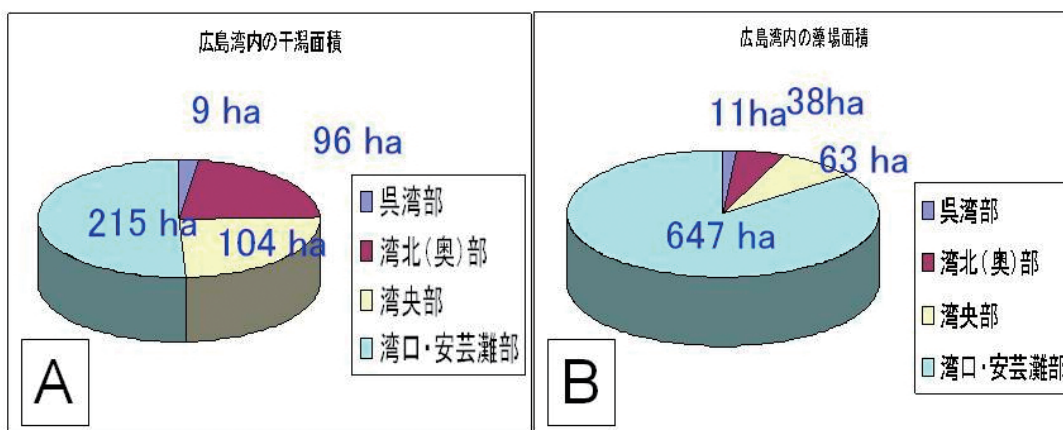 広島湾内の干潟面積
9 ha
96 ha
215 ha
104 ha
呉湾部
湾北(奥)部
湾央部
湾口・安芸灘部
A
広島湾内の藻場面積
11ha
38ha
63 ha
647 ha
呉湾部
湾北(奥)部
湾央部
湾口・安芸灘部
B